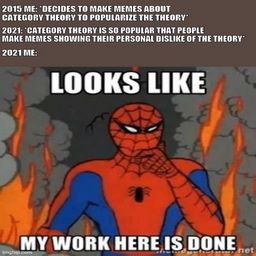 2015 ME: *DECIDES TO MAKE MEMES ABOUT
CATEGORY THEORY TO POPULARIZE THE THEORY*
2021: *CATEGORY THEORY IS SO POPULAR THAT PEOPLE
MAKE MEMES SHOWING THEIR PERSONAL DISLIKE OF THE THEORY*
2021 ME:
LOOKS LIKE
MY WORK HERE IS DONE
imgflip.com